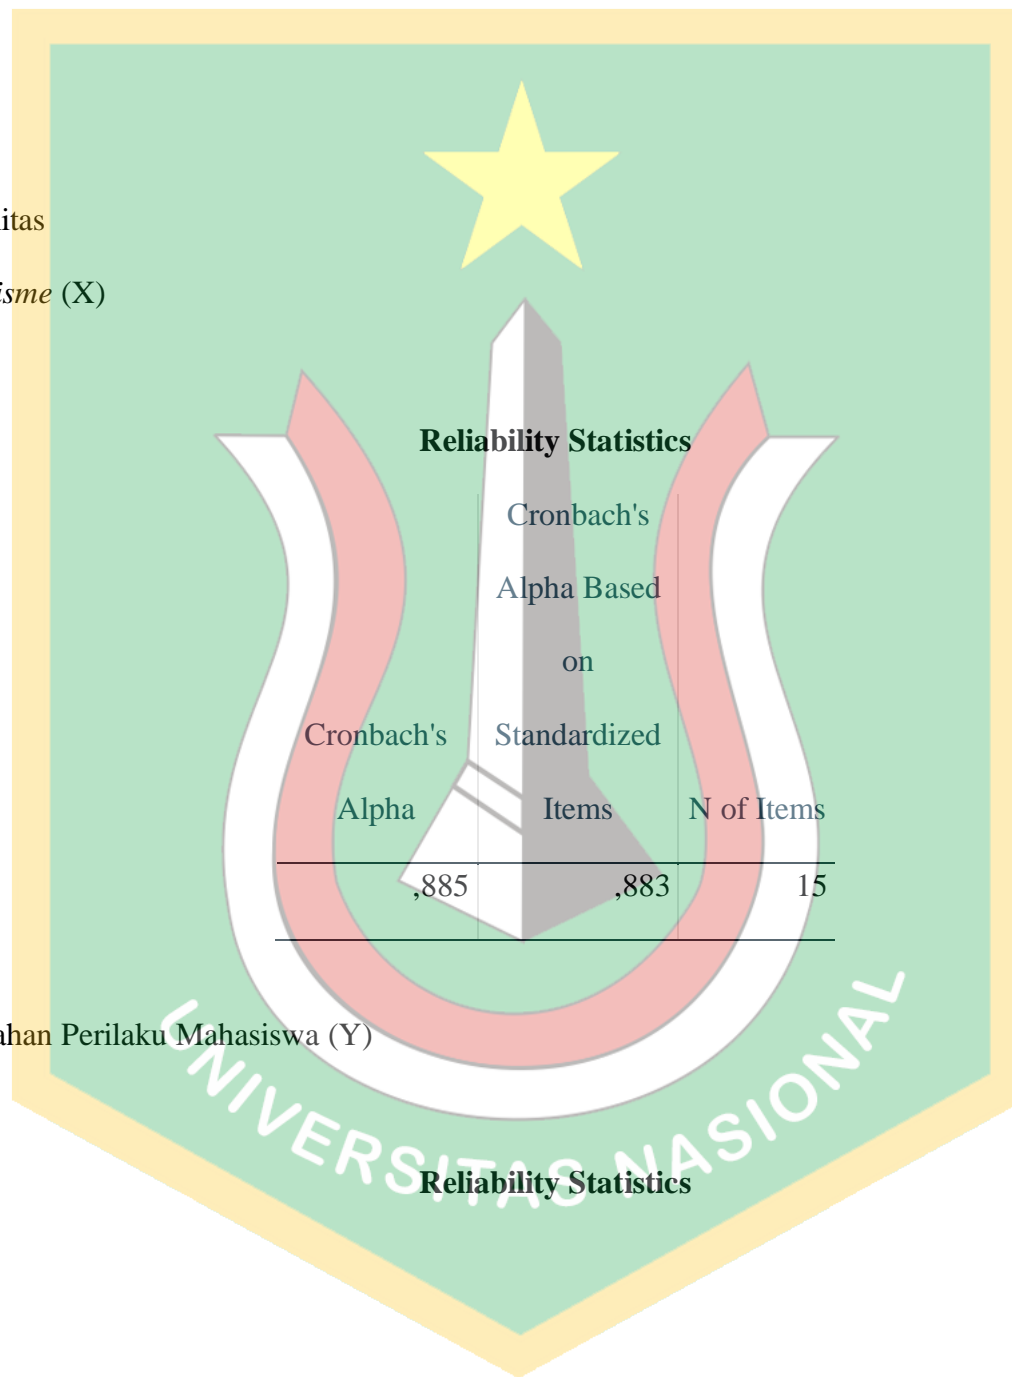 itas
isme (X)
Reliability Statistics
Cronbach's
Alpha Based
on
Cronbach's Standardized
Alpha Items N of Items
,885 ,883 15
ahan Perilaku Mahasiswa (Y)
UNIVERSITAS NASIONAL
Reliability Statistics